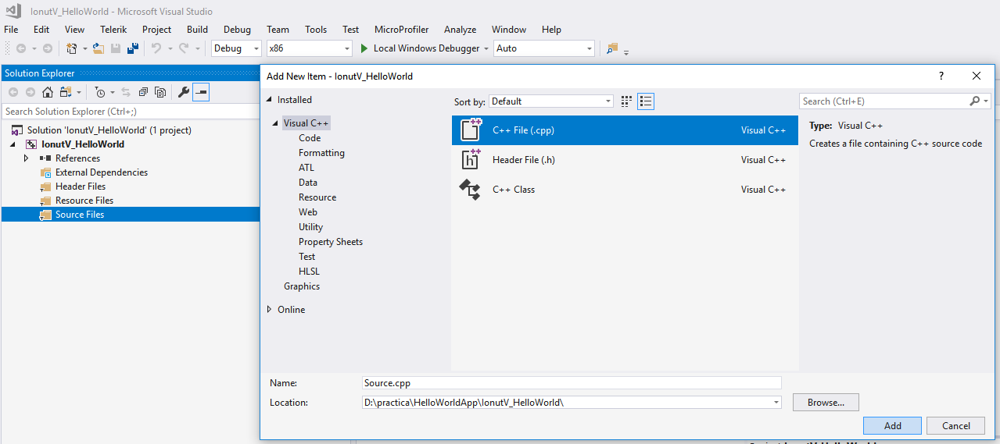 IonutV_HelloWorld - Microsoft Visual Studio
File Edit View Telerik Project Build Debug Team Tools Test MicroProfiler Analyze Window Help
Debug x86 Local Windows Debugger Auto
Solution Explorer
Search Solution Explorer (Ctrl+;)
Solution 'IonutV_HelloWorld' (1 project)
IonutV_HelloWorld
References
External Dependencies
Header Files
Resource Files
Source Files
Add New Item - IonutV_HelloWorld
?
Installed
Visual C++
Code
Formatting
ATL
Data
Resource
Web
Utility
Property Sheets
Test
HLSL
Graphics
Online
Sort by: Default
C++ File (.cpp) Visual C++
Header File (.h) Visual C++
C++ Class Visual C++
Search (Ctrl+E)
Type: Visual C++
Creates a file containing C++ source code
Name: Source.cpp
Location: D:\practica\HelloWorldApp\IonutV_HelloWorld\
Browse...
Add Cancel